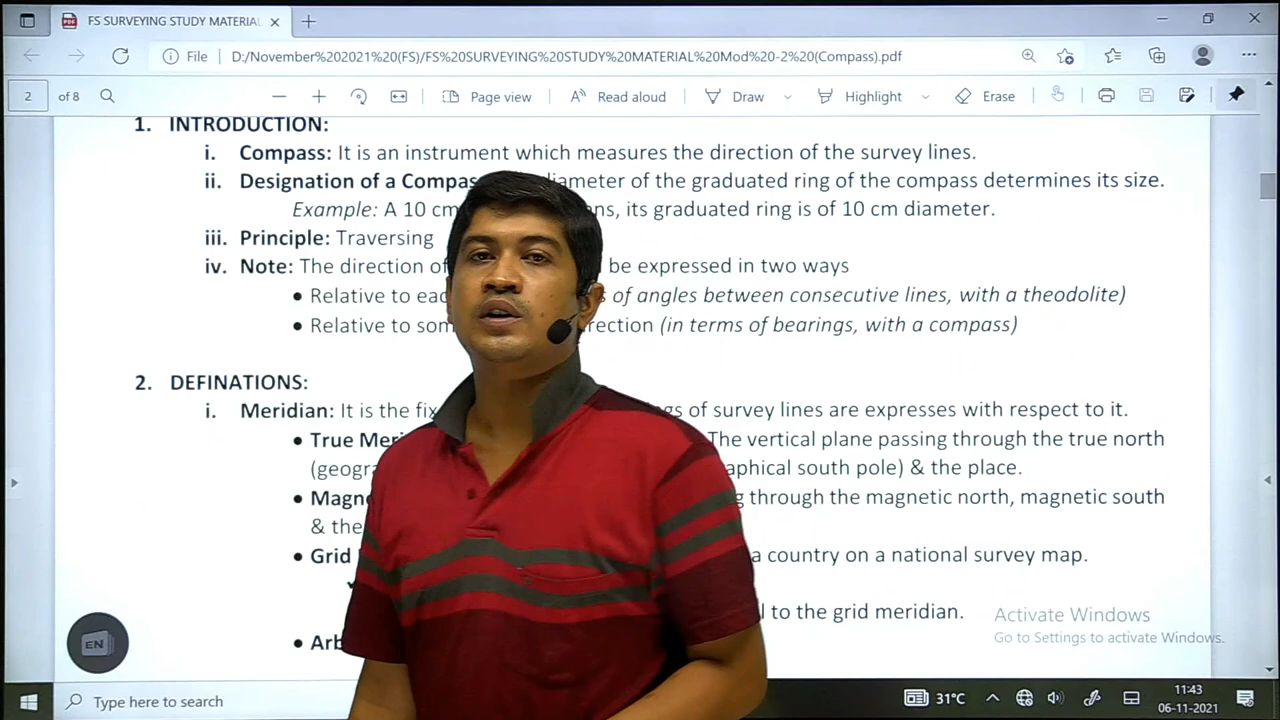 FS SURVEYING STUDY MATERIAL
File D:/November%202021%20(FS)/FS%20SURVEYING%20STUDY%20MATERIAL%20Mod%20-2%20(Compass).pdf
2 of 8 Page view Read aloud Draw Highlight Erase
1. INTRODUCTION:
i. Compass: It is an instrument which measures the direction of the survey lines.
ii. Designation of a Compas diameter of the graduated ring of the compass determines its size.
Example: A 10 cm ns, its graduated ring is of 10 cm diameter.
iii. Principle: Traversing
iv. Note: The direction of be expressed in two ways
• Relative to eac s of angles between consecutive lines, with a theodolite)
• Relative to som rection (in terms of bearings, with a compass)
2. DEFINATIONS:
i. Meridian: It is the fix gs of survey lines are expresses with respect to it.
• True Meri The vertical plane passing through the true north
(geogra aphical south pole) & the place.
• Magn g through the magnetic north, magnetic south
& the
• Grid a country on a national survey map.
l to the grid meridian.
• Arb
Activate Windows
Go to Settings to activate Windows.
EN
Type here to search 31°C 11:43
06-11-2021